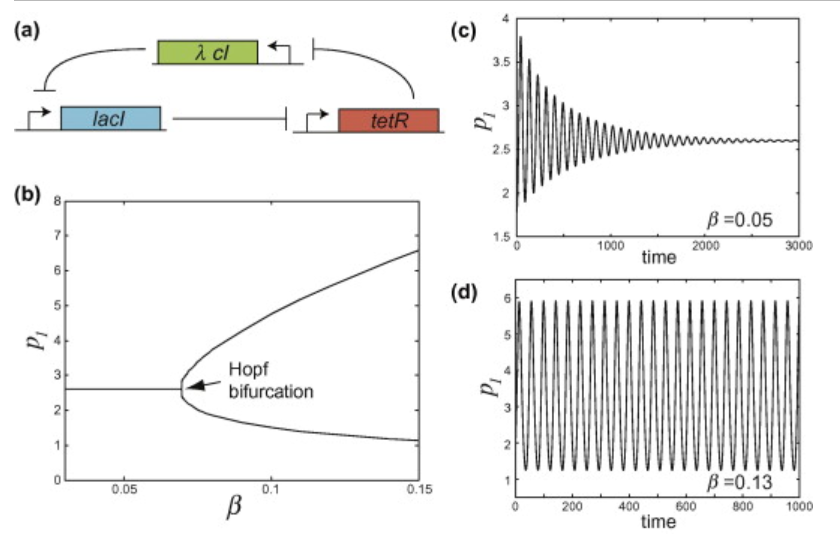 (a)
λ cI
lacI
tetR
(b)
8
7
6
5
4
3
2
1
0
p1
Hopf
bifurcation
0.05
0.1
0.15
β
(c)
4
3.5
3
2.5
2
1.5
p1
β =0.05
0
1000
2000
3000
time
(d)
6
5
4
3
2
1
p1
β =0.13
0
200
400
600
800
1000
time